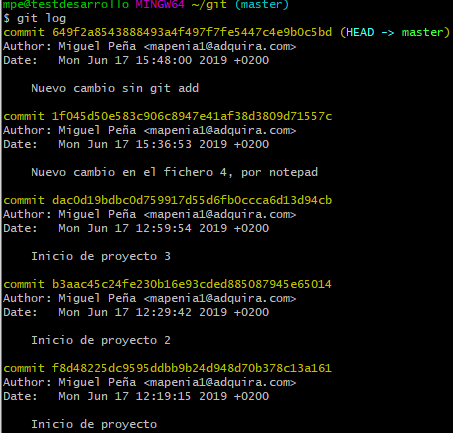 mpe@testdesarrollo MINGW64 ~/git (master)
$ git log
commit 649f2a8543888493a4f497f7fe5447c4e9b0c5bd (HEAD -> master)
Author: Miguel Peña <mapenia1@adquira.com>
Date:   Mon Jun 17 15:48:00 2019 +0200
Nuevo cambio sin git add
commit 1f045d50e583c906c8947e41af38d3809d71557c
Author: Miguel Peña <mapenia1@adquira.com>
Date:   Mon Jun 17 15:36:53 2019 +0200
Nuevo cambio en el fichero 4, por notepad
commit dac0d19bdbc0d759917d55d6fb0ccca6d13d94cb
Author: Miguel Peña <mapenia1@adquira.com>
Date:   Mon Jun 17 12:59:54 2019 +0200
Inicio de proyecto 3
commit b3aac45c24fe230b16e93cded885087945e65014
Author: Miguel Peña <mapenia1@adquira.com>
Date:   Mon Jun 17 12:29:42 2019 +0200
Inicio de proyecto 2
commit f8d48225dc9595ddbb9b24d948d70b378c13a161
Author: Miguel Peña <mapenia1@adquira.com>
Date:   Mon Jun 17 12:19:15 2019 +0200
Inicio de proyecto